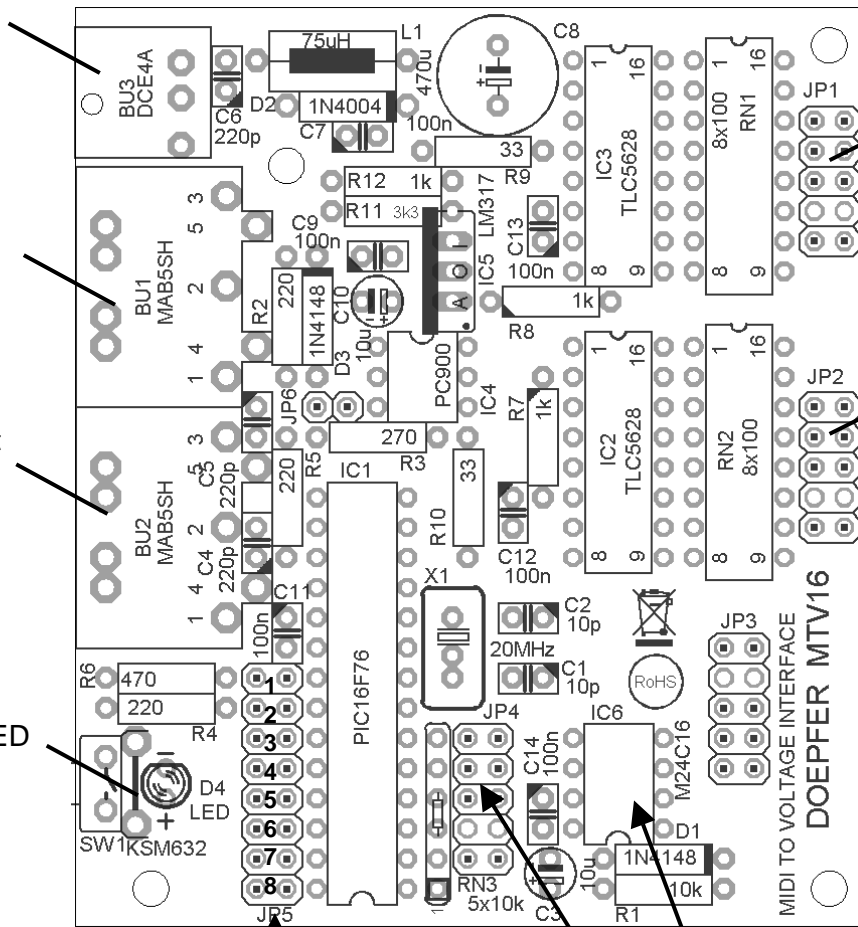 BU3
DCE4A
C6
220p
75uH
L1
D2
1N4004
C7
100n
470u
C8
33
R9
R12
1k
R11
3k3
LM317
IC5
I
O
A
C13
100n
1
16
IC3
TLC5628
8
9
1
16
8x100
RN1
8
9
JP1
BU1
MAB5SH
3
5
2
4
1
C9
100n
R2
220
1N4148
D3
C10
10u
PC900
IC4
R8
1k
R7
1k
1
16
IC2
TLC5628
8
9
1
16
RN2
8x100
8
9
JP2
JP6
R5
220
270
R3
IC1
33
R10
BU2
MAB5SH
3
5
2
4
1
C5
220p
C4
220p
C11
100n
C12
100n
X1
20MHz
C2
10p
C1
10p
RoHS
JP3
R6
470
220
R4
ED
SW1
KSM632
D4
LED
1
2
3
4
5
6
7
8
JP5
PIC16F76
JP4
RN3
5x10k
1
C14
100n
IC6
M24C16
D1
1N4148
10k
R1
10u
C3
MIDI TO VOLTAGE INTERFACE
DOEPFER MTV16